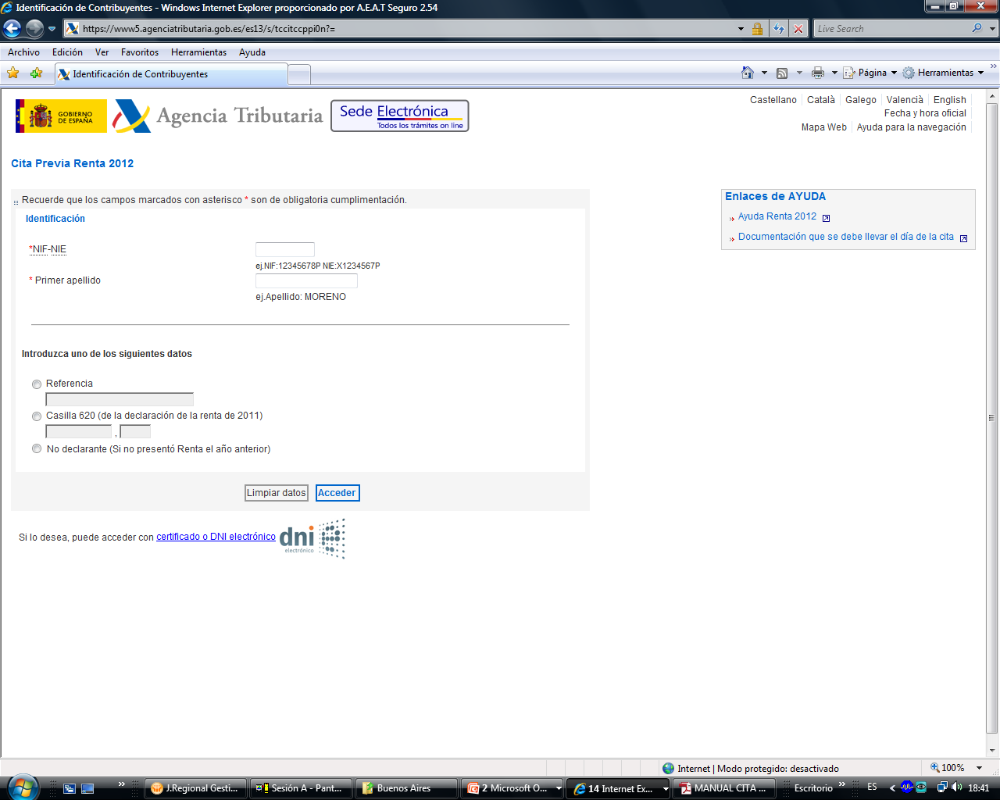 Identificación de Contribuyentes - Windows Internet Explorer proporcionado por A.E.A.T Seguro 2.54
https://www5.agenciatributaria.gob.es/es13/s/tccitccppi0n?=
Live Search
Archivo Edición Ver Favoritos Herramientas Ayuda
Identificación de Contribuyentes
Página Herramientas
GOBIERNO DE ESPAÑA
Agencia Tributaria
Sede Electrónica
Todos los trámites on line
Castellano Català Galego Valencià English
Fecha y hora oficial
Mapa Web Ayuda para la navegación
Cita Previa Renta 2012
Recuerde que los campos marcados con asterisco * son de obligatoria cumplimentación.
Identificación
*NIF-NIE
ej.NIF:12345678P NIE:X1234567P
* Primer apellido
ej.Apellido: MORENO
Introduzca uno de los siguientes datos
Referencia
Casilla 620 (de la declaración de la renta de 2011)
,
No declarante (Si no presentó Renta el año anterior)
Limpiar datos Acceder
Si lo desea, puede acceder con certificado o DNI electrónico
dni
electrónico
Enlaces de AYUDA
Ayuda Renta 2012
Documentación que se debe llevar el día de la cita
Internet | Modo protegido: desactivado
100%
J.Regional Gesti... Sesión A - Pant... Buenos Aires 2 Microsoft O... 14 Internet Ex... MANUAL CITA ... Escritorio ES 18:41